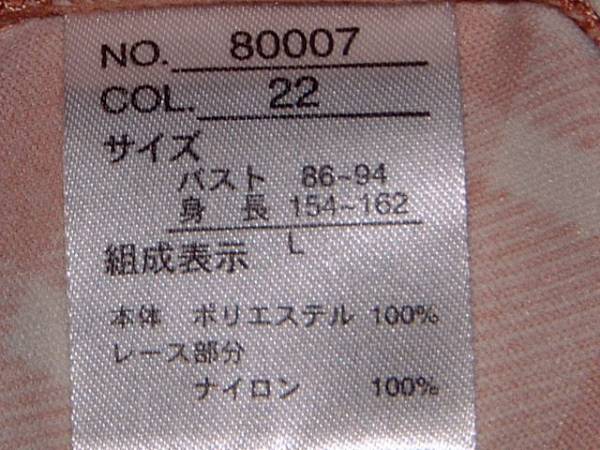 NO. 80007
COL. 22
サイズ
バスト 86~94
身 長 154~162
L
組成表示
本体 ポリエステル 100%
レース部分
ナイロン 100%